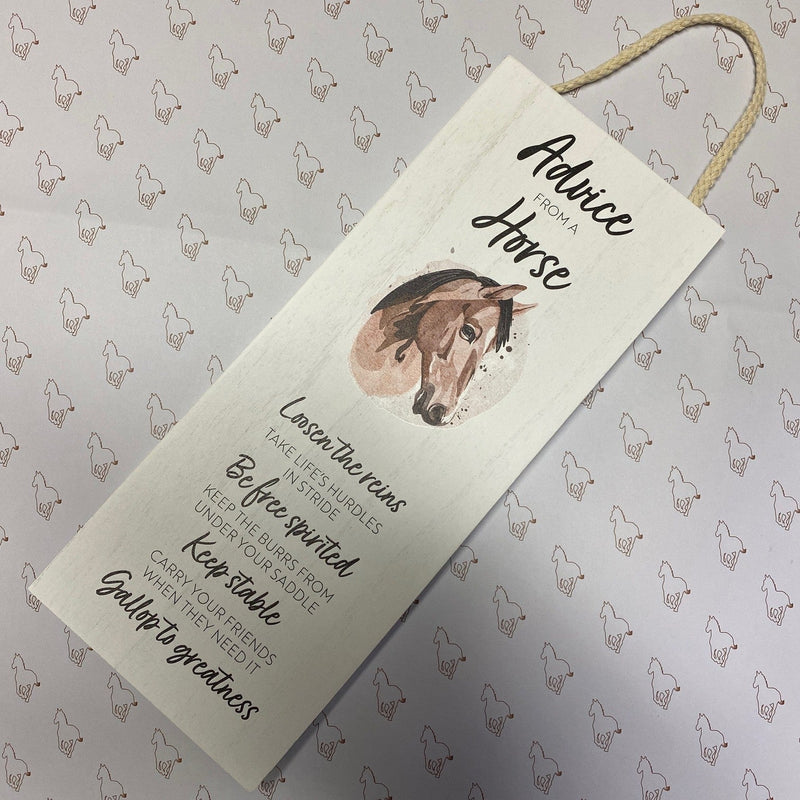 Advice
FROM A
Horse
Loosen the reins
TAKE LIFE'S HURDLES
IN STRIDE
Be free spirited
KEEP THE BURRS FROM
UNDER YOUR SADDLE
Keep stable
CARRY YOUR FRIENDS
WHEN THEY NEED IT
Gallop to greatness